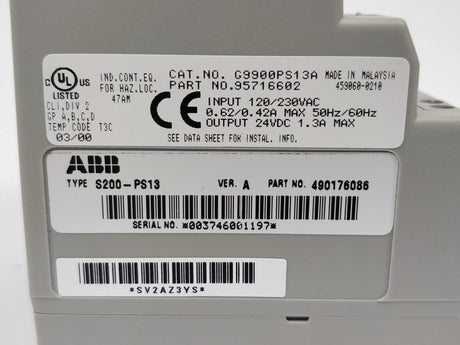 IND.CONT.EQ.
FOR HAZ.LOC.
47AM
C UL US
LISTED
CL1,DIV 2
GP A,B,C,D
TEMP CODE T3C
03/00
CAT.NO. G9900PS13A MADE IN MALAYSIA
PART NO.95716602 459060-0210
CE INPUT 120/230VAC
0.62/0.42A MAX 50Hz/60Hz
OUTPUT 24VDC 1.3A MAX
SEE DATA SHEET FOR INSTAL. INFO.
ABB
TYPE S200-PS13 VER. A PART NO. 490176086
SERIAL NO. *003746001197*
*SV2AZ3YS*